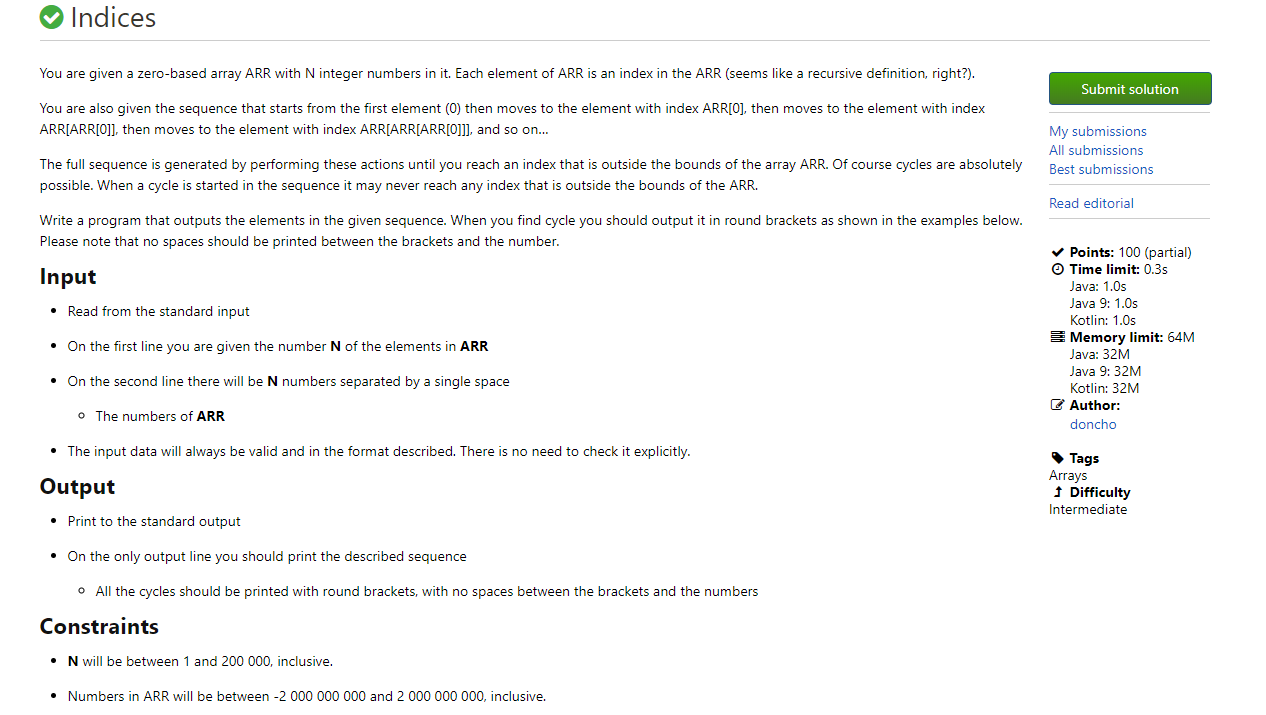 Indices
You are given a zero-based array ARR with N integer numbers in it. Each element of ARR is an index in the ARR (seems like a recursive definition, right?).
You are also given the sequence that starts from the first element (0) then moves to the element with index ARR[0], then moves to the element with index
ARR[ARR[0]], then moves to the element with index ARR[ARR[ARR[0]]], and so on...
The full sequence is generated by performing these actions until you reach an index that is outside the bounds of the array ARR. Of course cycles are absolutely
possible. When a cycle is started in the sequence it may never reach any index that is outside the bounds of the ARR.
Write a program that outputs the elements in the given sequence. When you find cycle you should output it in round brackets as shown in the examples below.
Please note that no spaces should be printed between the brackets and the number.
Input
Read from the standard input
On the first line you are given the number N of the elements in ARR
On the second line there will be N numbers separated by a single space
The numbers of ARR
The input data will always be valid and in the format described. There is no need to check it explicitly.
Output
Print to the standard output
On the only output line you should print the described sequence
All the cycles should be printed with round brackets, with no spaces between the brackets and the numbers
Constraints
N will be between 1 and 200 000, inclusive.
Numbers in ARR will be between -2 000 000 000 and 2 000 000 000, inclusive.
Submit solution
My submissions
All submissions
Best submissions
Read editorial
Points: 100 (partial)
Time limit: 0.3s
Java: 1.0s
Java 9: 1.0s
Kotlin: 1.0s
Memory limit: 64M
Java: 32M
Java 9: 32M
Kotlin: 32M
Author:
doncho
Tags
Arrays
Difficulty
Intermediate